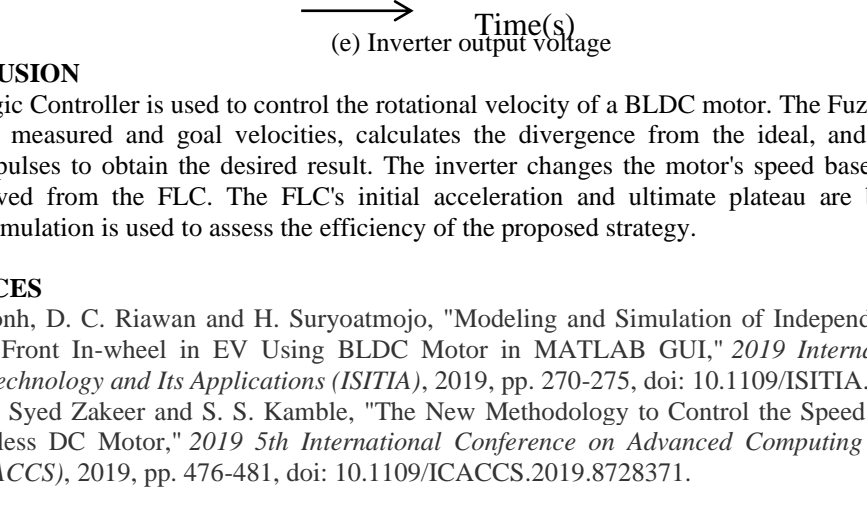 Time(s)
(e) Inverter output voltage
USION
gic Controller is used to control the rotational velocity of a BLDC motor. The Fuz
measured and goal velocities, calculates the divergence from the ideal, and
pulses to obtain the desired result. The inverter changes the motor's speed base
ved from the FLC. The FLC's initial acceleration and ultimate plateau are
mulation is used to assess the efficiency of the proposed strategy.
CES
onh, D. C. Riawan and H. Suryoatmojo, "Modeling and Simulation of Independ
Front In-wheel in EV Using BLDC Motor in MATLAB GUI," 2019 Interna
echnology and Its Applications (ISITIA), 2019, pp. 270-275, doi: 10.1109/ISITIA.
Syed Zakeer and S. S. Kamble, "The New Methodology to Control the Speed
less DC Motor," 2019 5th International Conference on Advanced Computing
ACCS), 2019, pp. 476-481, doi: 10.1109/ICACCS.2019.8728371.